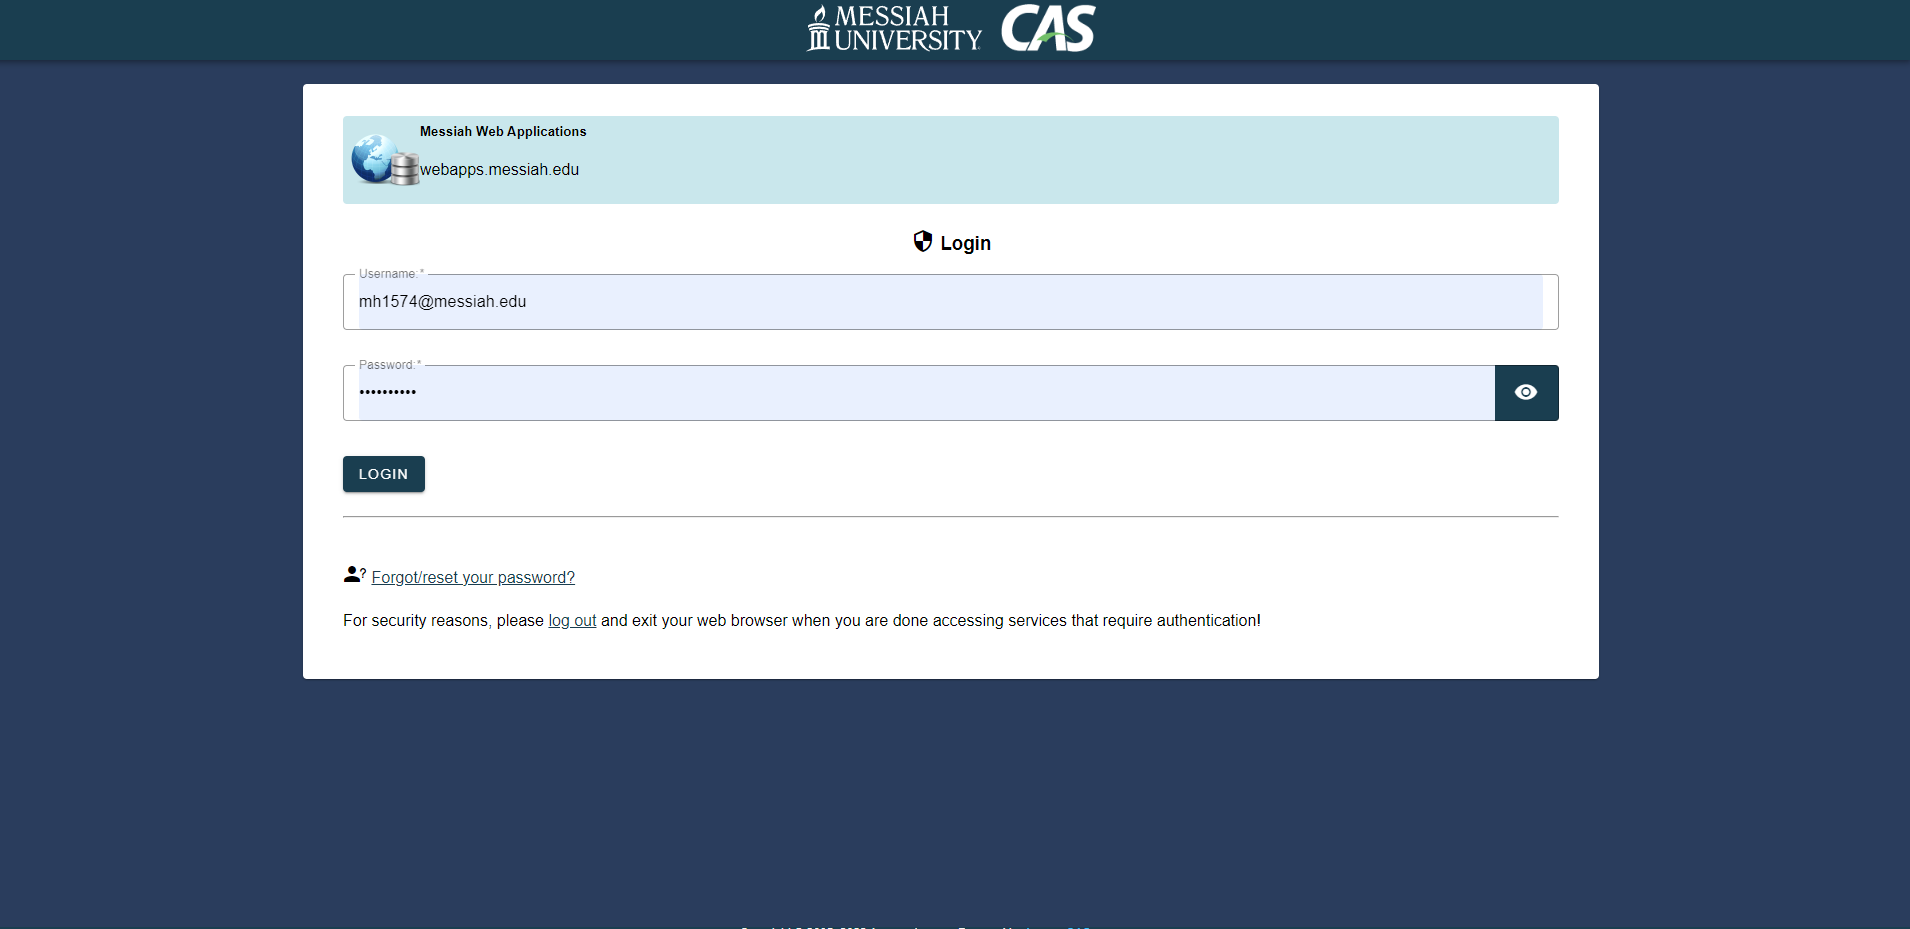 MESSIAH
UNIVERSITY
CAS
Messiah Web Applications
webapps.messiah.edu
Login
Username:*
mh1574@messiah.edu
Password:*
••••••••••
LOGIN
Forgot/reset your password?
For security reasons, please log out and exit your web browser when you are done accessing services that require authentication!